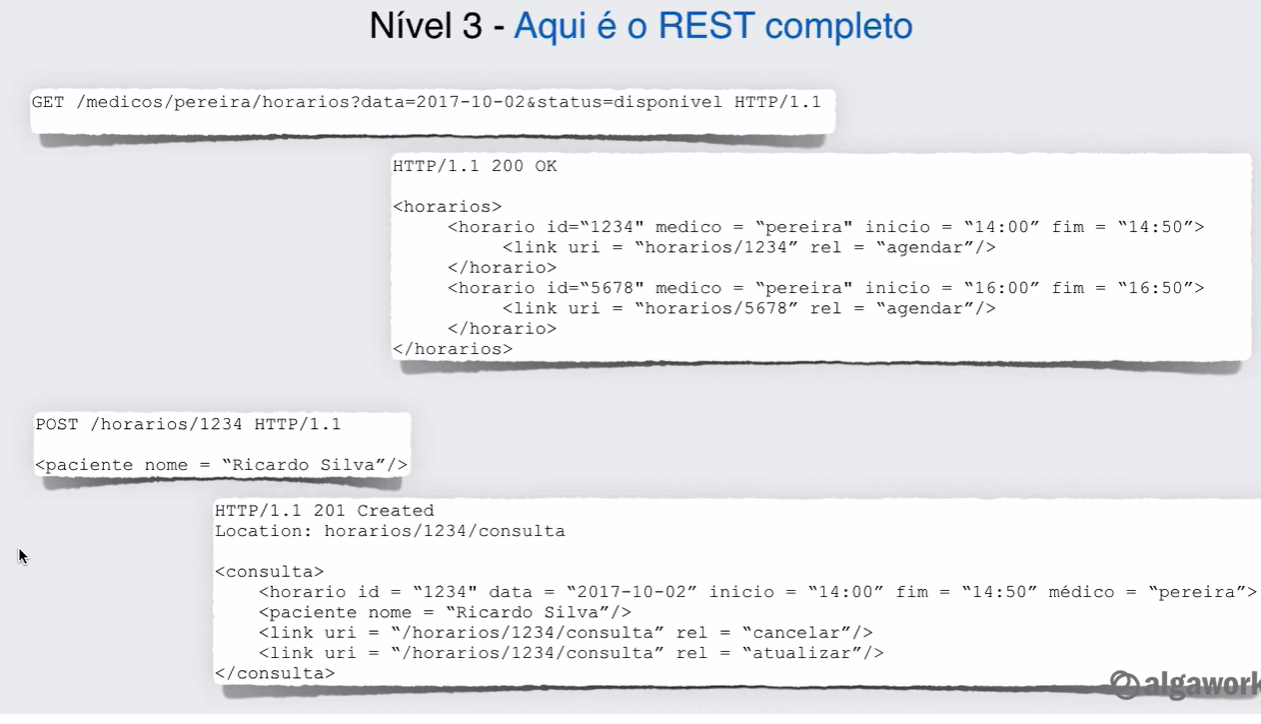 Nível 3 - Aqui é o REST completo
GET /medicos/pereira/horarios?data=2017-10-02&status=disponivel HTTP/1.1
HTTP/1.1 200 OK
<horarios>
<horario id=“1234" medico = “pereira" inicio = “14:00” fim = “14:50”>
<link uri = “horarios/1234” rel = “agendar”/>
</horario>
<horario id=“5678" medico = “pereira" inicio = “16:00” fim = “16:50”>
<link uri = “horarios/5678” rel = “agendar”/>
</horario>
</horarios>
POST /horarios/1234 HTTP/1.1
<paciente nome = “Ricardo Silva”/>
HTTP/1.1 201 Created
Location: horarios/1234/consulta
<consulta>
<horario id = “1234" data = “2017-10-02” inicio = “14:00” fim = “14:50” médico = “pereira”>
<paciente nome = “Ricardo Silva”/>
<link uri = “/horarios/1234/consulta” rel = “cancelar”/>
<link uri = “/horarios/1234/consulta” rel = “atualizar”/>
</consulta>
algawork